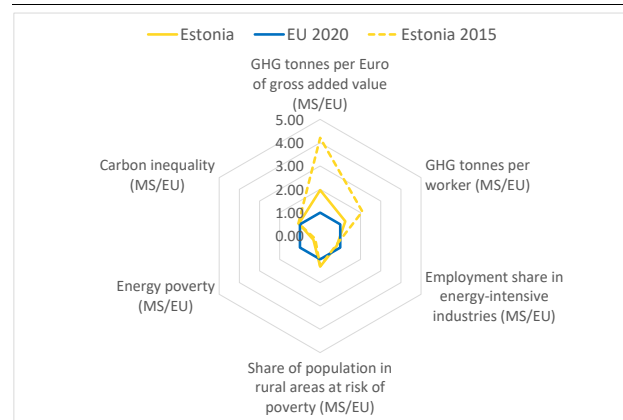 Estonia EU 2020 Estonia 2015
GHG tonnes per Euro
of gross added value
(MS/EU)
5.00
4.00
3.00
2.00
1.00
0.00
GHG tonnes per
worker (MS/EU)
Employment share in
energy-intensive
industries (MS/EU)
Share of population in
rural areas at risk of
poverty (MS/EU)
Energy poverty
(MS/EU)
Carbon inequality
(MS/EU)